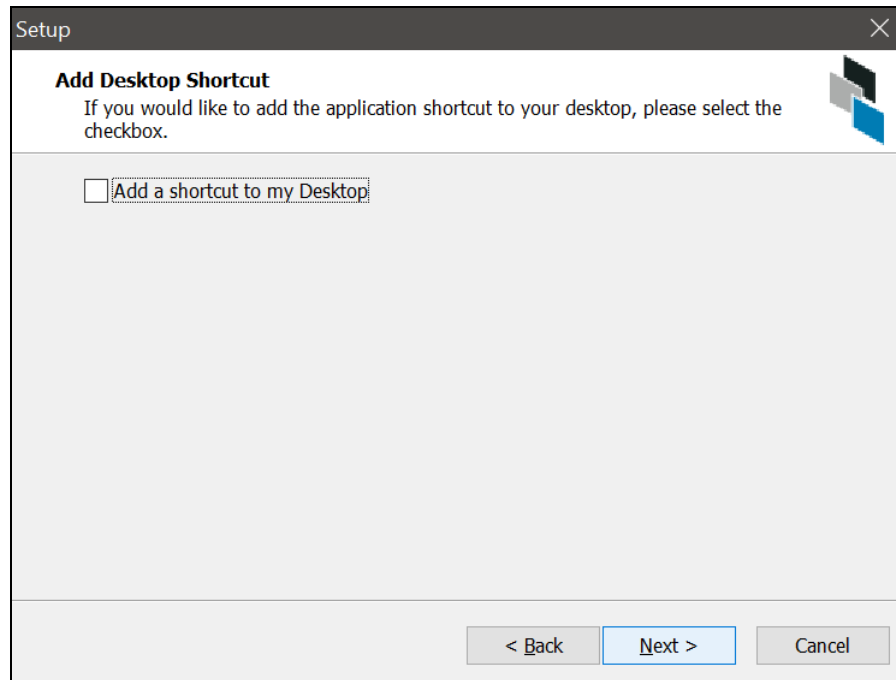 Setup
Add Desktop Shortcut
If you would like to add the application shortcut to your desktop, please select the
checkbox.
Add a shortcut to my Desktop
< Back
Next >
Cancel